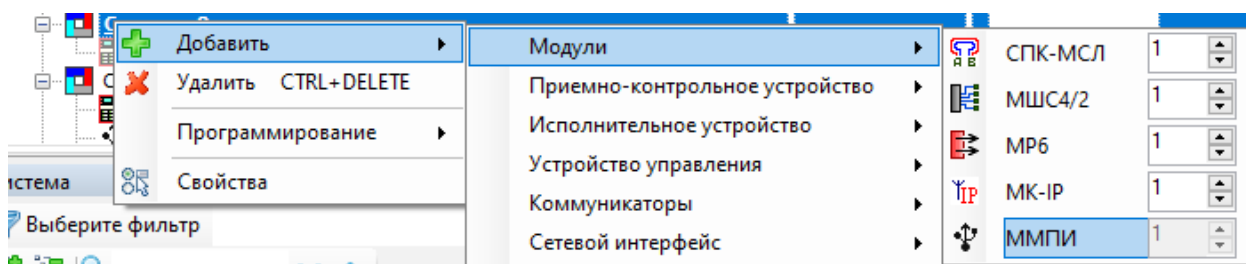 Добавить
Удалить CTRL+DELETE
Программирование
Свойства
Выберите фильтр
Модули
Приемно-контрольное устройство
Исполнительное устройство
Устройство управления
Коммуникаторы
Сетевой интерфейс
СПК-МСЛ 1
МШС4/2 1
МР6 1
МК-IP 1
ММПИ 1